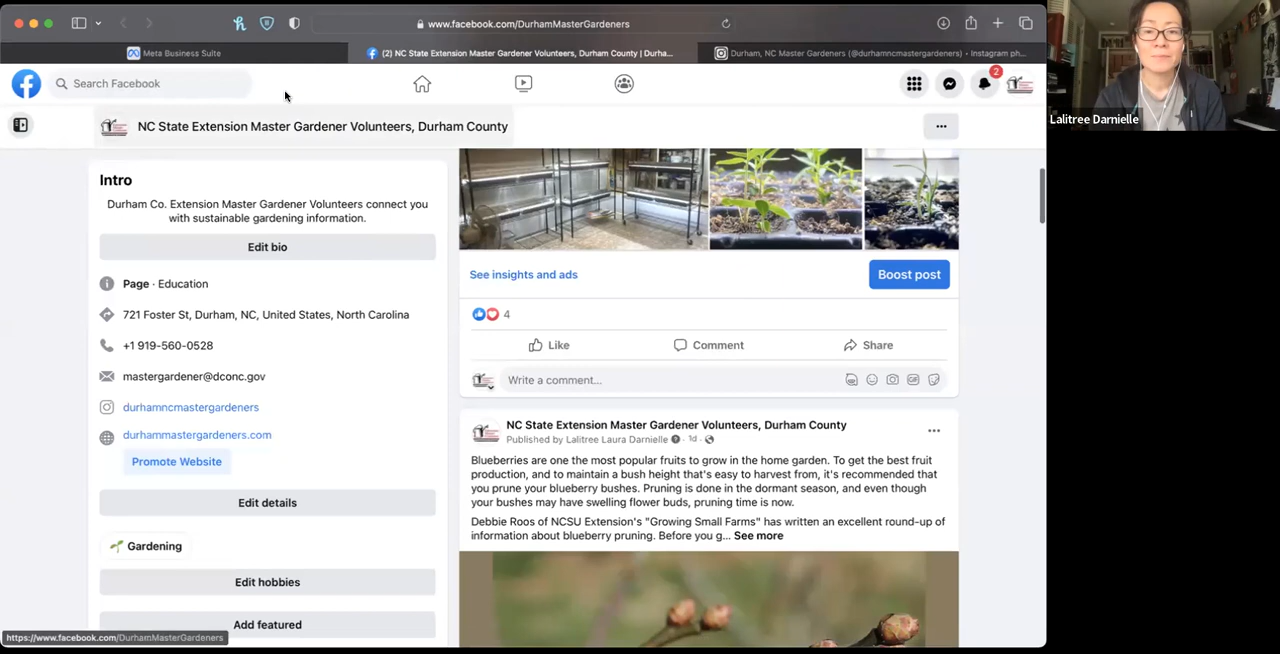 www.facebook.com/DurhamMasterGardeners
Meta Business Suite
(2) NC State Extension Master Gardener Volunteers, Durham County | Durha...
Durham, NC Master Gardeners (@durhamncmastergardeners) • Instagram ph...
Search Facebook
2
NC State Extension Master Gardener Volunteers, Durham County
Lalitree Darnielle
Intro
Durham Co. Extension Master Gardener Volunteers connect you
with sustainable gardening information.
Edit bio
Page · Education
721 Foster St, Durham, NC, United States, North Carolina
+1 919-560-0528
mastergardener@dconc.gov
durhamncmastergardeners
durhammastergardeners.com
Promote Website
Edit details
Gardening
Edit hobbies
Add featured
https://www.facebook.com/DurhamMasterGardeners
See insights and ads
Boost post
4
Like
Comment
Share
Write a comment...
GIF
NC State Extension Master Gardener Volunteers, Durham County
Published by Lalitree Laura Darnielle · 1d ·
Blueberries are one the most popular fruits to grow in the home garden. To get the best fruit
production, and to maintain a bush height that's easy to harvest from, it's recommended that
you prune your blueberry bushes. Pruning is done in the dormant season, and even though
your bushes may have swelling flower buds, pruning time is now.
Debbie Roos of NCSU Extension's "Growing Small Farms" has written an excellent round-up of
information about blueberry pruning. Before you g... See more